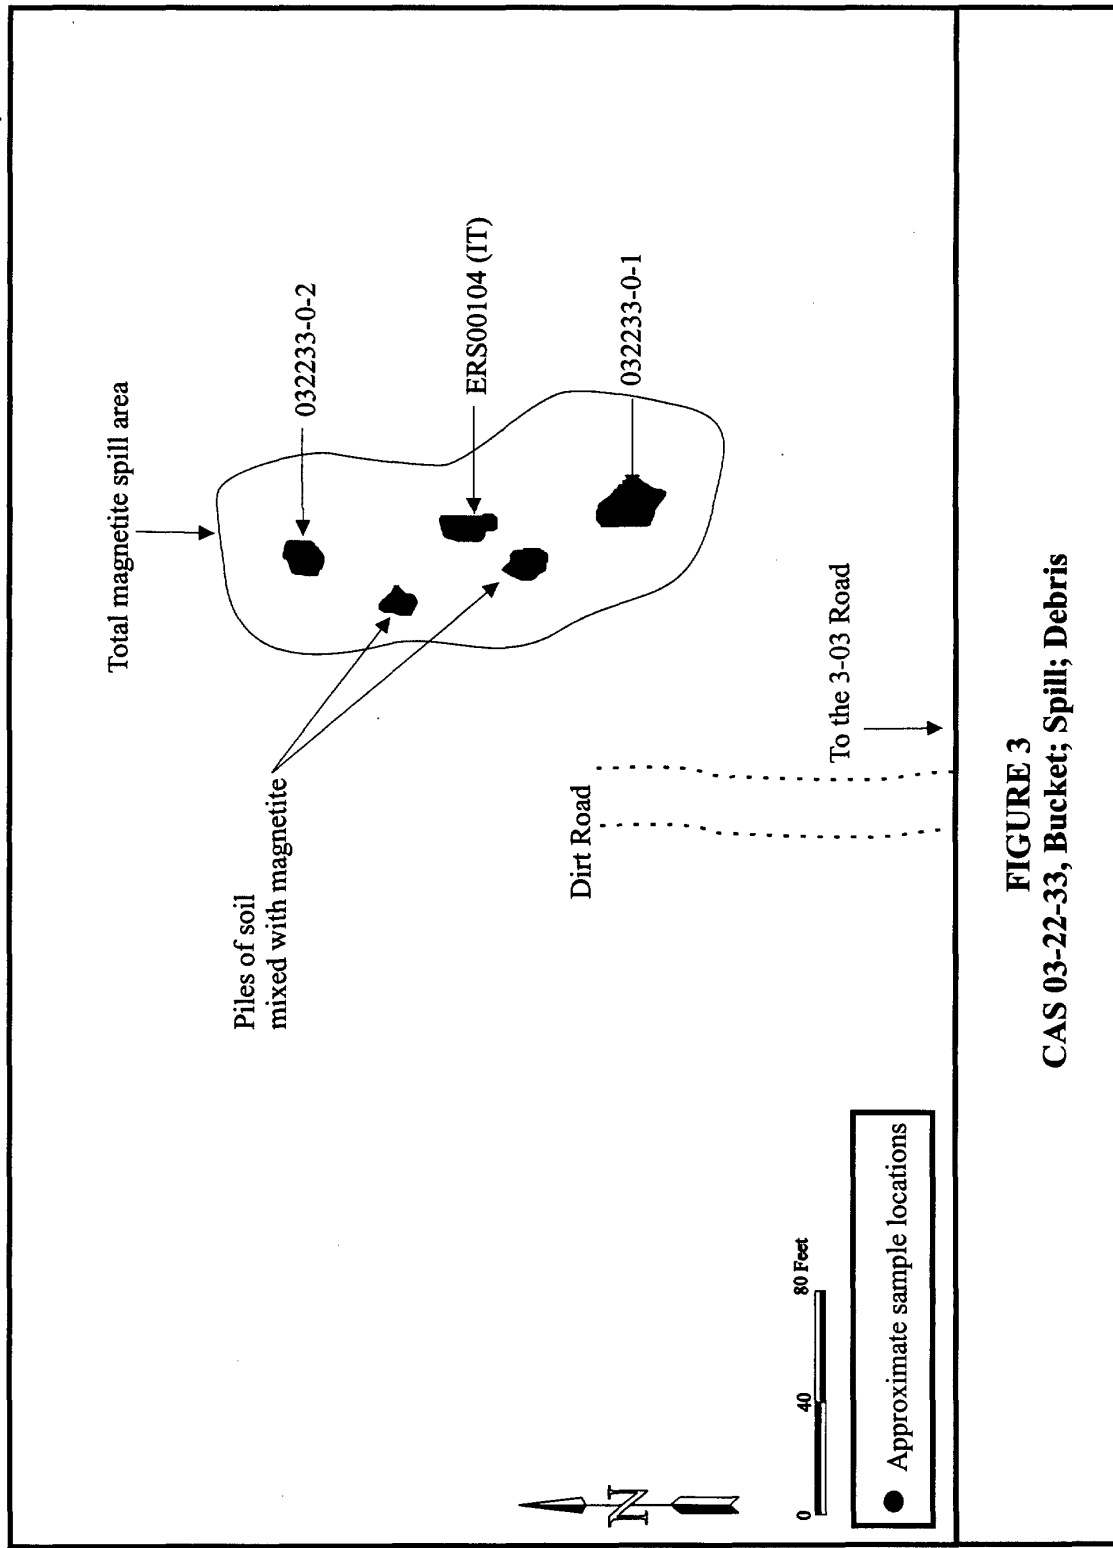 Total magnetite spill area
032233-0-2
ERS00104 (IT)
032233-0-1
Piles of soil
mixed with magnetite
Dirt Road
To the 3-03 Road
N
0 40 80 Feet
Approximate sample locations
FIGURE 3
CAS 03-22-33, Bucket; Spill; Debris